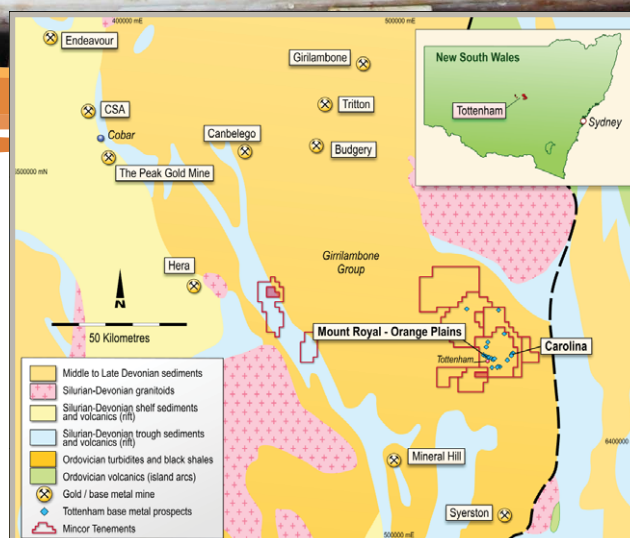 400000 mE
500000 mE
Endeavour
Girilambone
New South Wales
Tottenham
Sydney
CSA
Cobar
Tritton
Canbelego
Budgery
The Peak Gold Mine
6500000 mN
Hera
Girrilambone
Group
N
50 Kilometres
Mount Royal - Orange Plains
Carolina
Tottenham
Middle to Late Devonian sediments
Silurian-Devonian granitoids
Silurian-Devonian shelf sediments
and volcanics (rift)
Silurian-Devonian trough sediments
and volcanics (rift)
Ordovician turbidites and black shales
Ordovician volcanics (island arcs)
Gold / base metal mine
Tottenham base metal prospects
Mincor Tenements
6400000 mN
Mineral Hill
Syerston
500000 mE